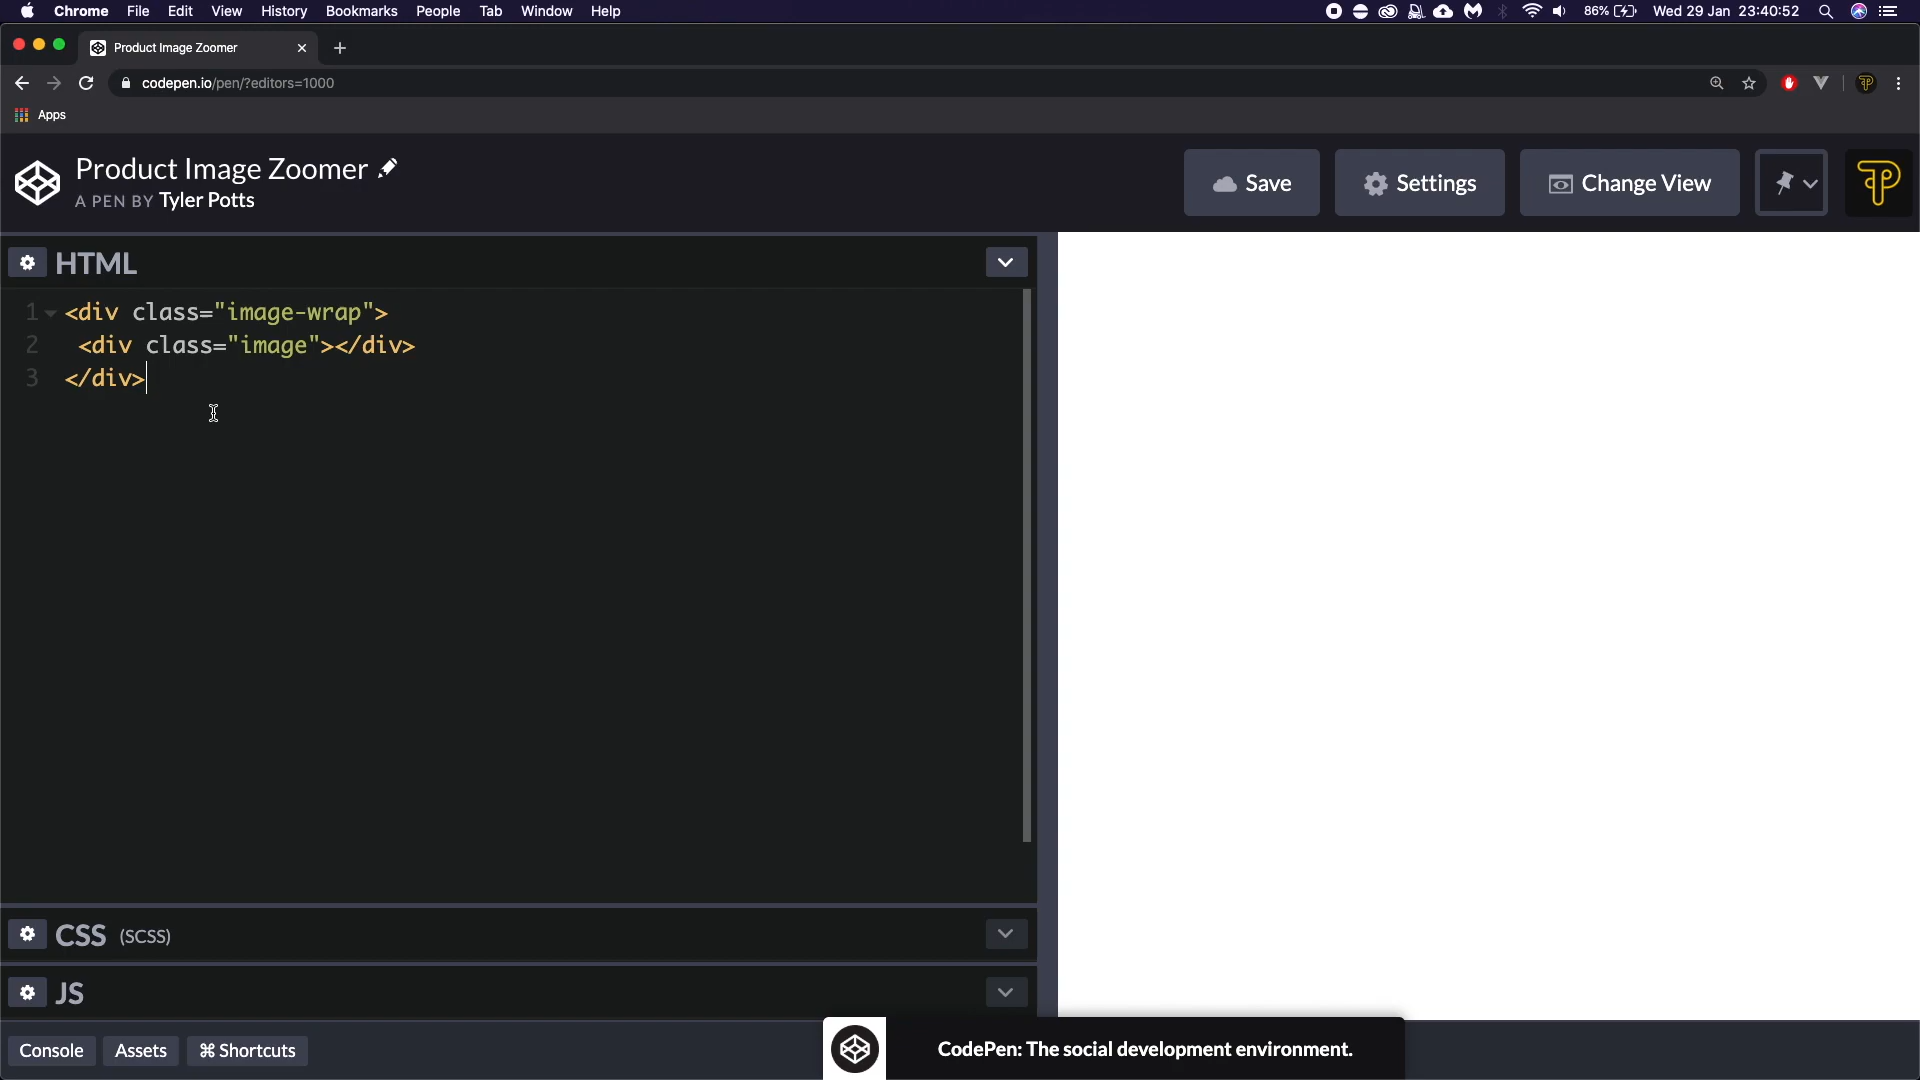 Chrome File Edit View History Bookmarks People Tab Window Help 86% Wed 29 Jan 23:40:52
Product Image Zoomer
codepen.io/pen/?editors=1000
Apps
Product Image Zoomer
A PEN BY Tyler Potts
Save Settings Change View
HTML
1 <div class="image-wrap">
2 <div class="image"></div>
3 </div>
CSS (SCSS)
JS
Console Assets ⌘ Shortcuts
CodePen: The social development environment.